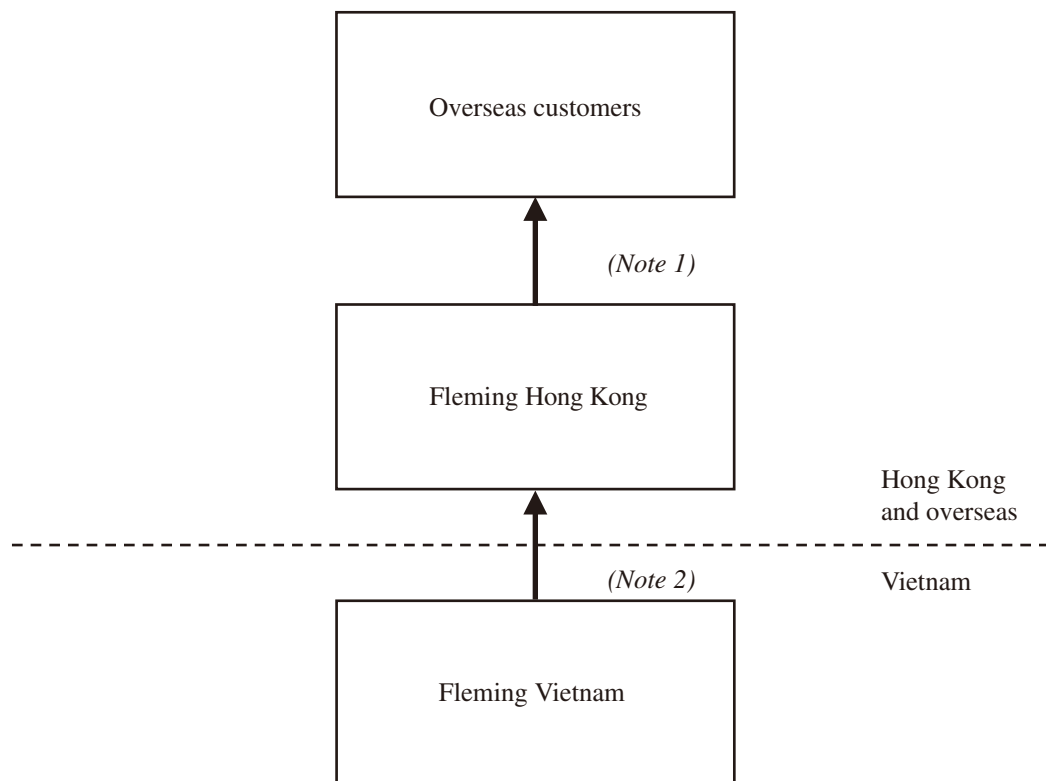 Overseas customers
(Note 1)
Fleming Hong Kong
Hong Kong
and overseas
(Note 2)
Vietnam
Fleming Vietnam